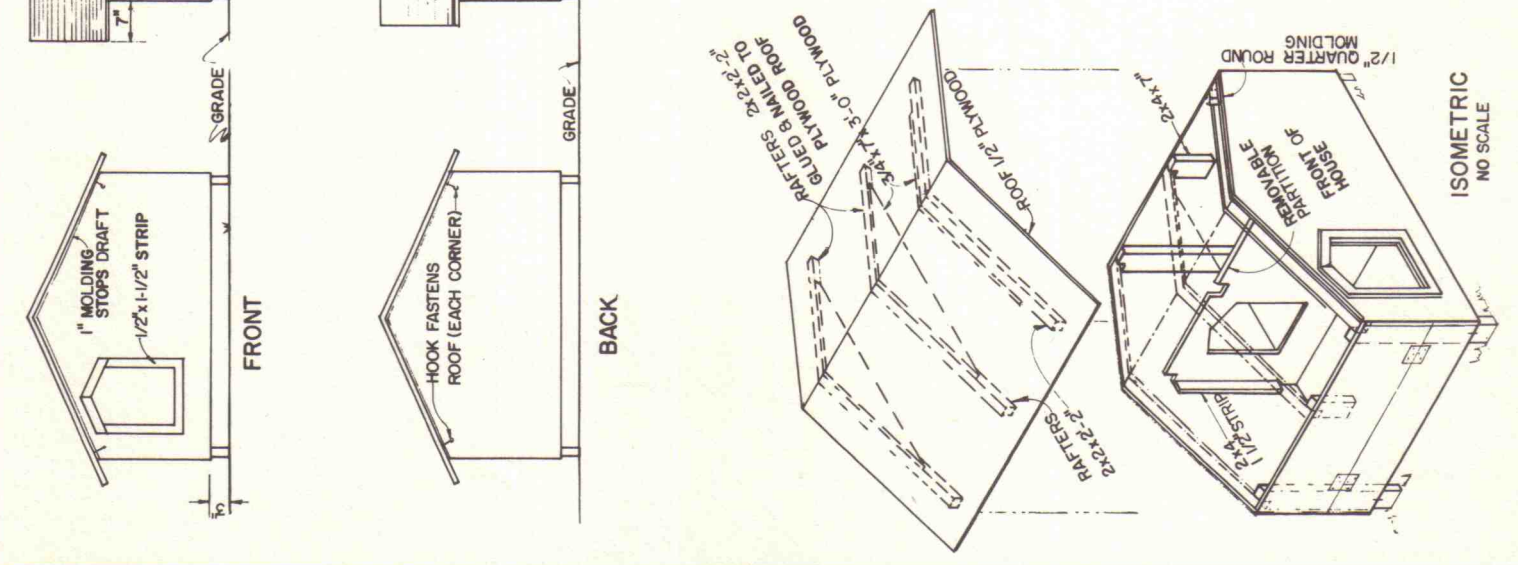 7"
GRADE
1" MOLDING
STOPS DRAFT
1/2" x 1-1/2" STRIP
3"
FRONT
HOOK FASTENS
ROOF (EACH CORNER)
GRADE
BACK
RAFTERS 2x2x2'-2"
GLUED & NAILED TO
PLYWOOD ROOF
3/4" x 7" x 3'-0" PLYWOOD
ROOF 1/2" PLYWOOD
RAFTERS
2x2x2'-2"
2x4x7"
1/2" QUARTER ROUND
MOLDING
REMOVABLE
PARTITION
FRONT OF
HOUSE
2x4
1 1/2" STRIP
ISOMETRIC
NO SCALE